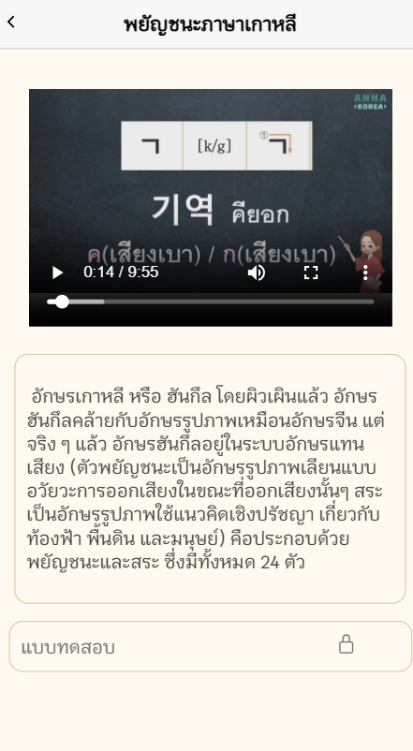 พยัญชนะภาษาเกาหลี
ANNA
•KOREA•
ㄱ [k/g] ①ㄱ
기역 คียอก
ค(เสียงเบา) / ก(เสียงเบา)
0:14 / 9:55
อักษรเกาหลี หรือ ฮันกึล โดยผิวเผินแล้ว อักษร
ฮันกึลคล้ายกับอักษรรูปภาพเหมือนอักษรจีน แต่
จริง ๆ แล้ว อักษรฮันกึลอยู่ในระบบอักษรแทน
เสียง (ตัวพยัญชนะเป็นอักษรรูปภาพเลียนแบบ
อวัยวะการออกเสียงในขณะที่ออกเสียงนั้นๆ สระ
เป็นอักษรรูปภาพใช้แนวคิดเชิงปรัชญา เกี่ยวกับ
ท้องฟ้า พื้นดิน และมนุษย์) คือประกอบด้วย
พยัญชนะและสระ ซึ่งมีทั้งหมด 24 ตัว
แบบทดสอบ